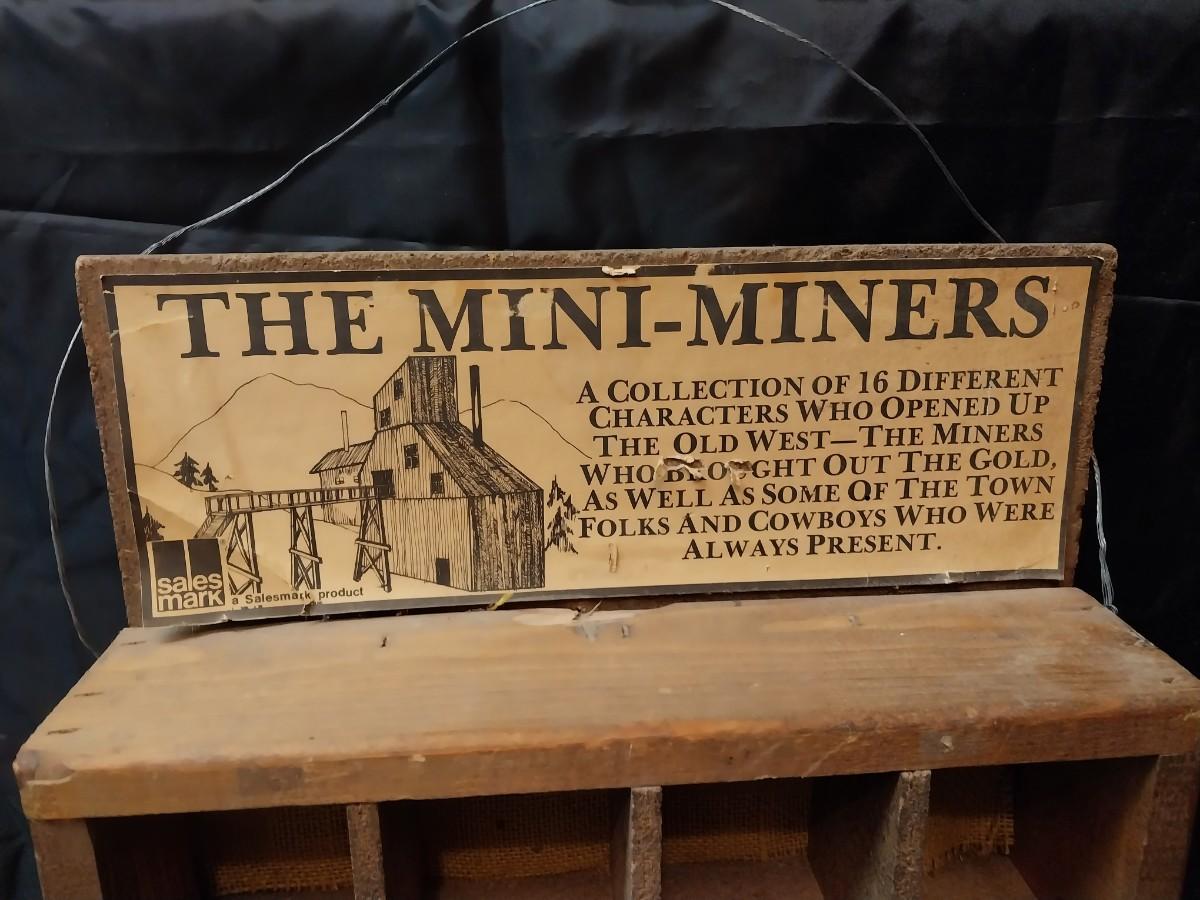 THE MINI-MINERS
A COLLECTION OF 16 DIFFERENT
CHARACTERS WHO OPENED UP
THE OLD WEST—THE MINERS
WHO BROUGHT OUT THE GOLD,
AS WELL AS SOME OF THE TOWN
FOLKS AND COWBOYS WHO WERE
ALWAYS PRESENT.
sales
mark
a Salesmark product